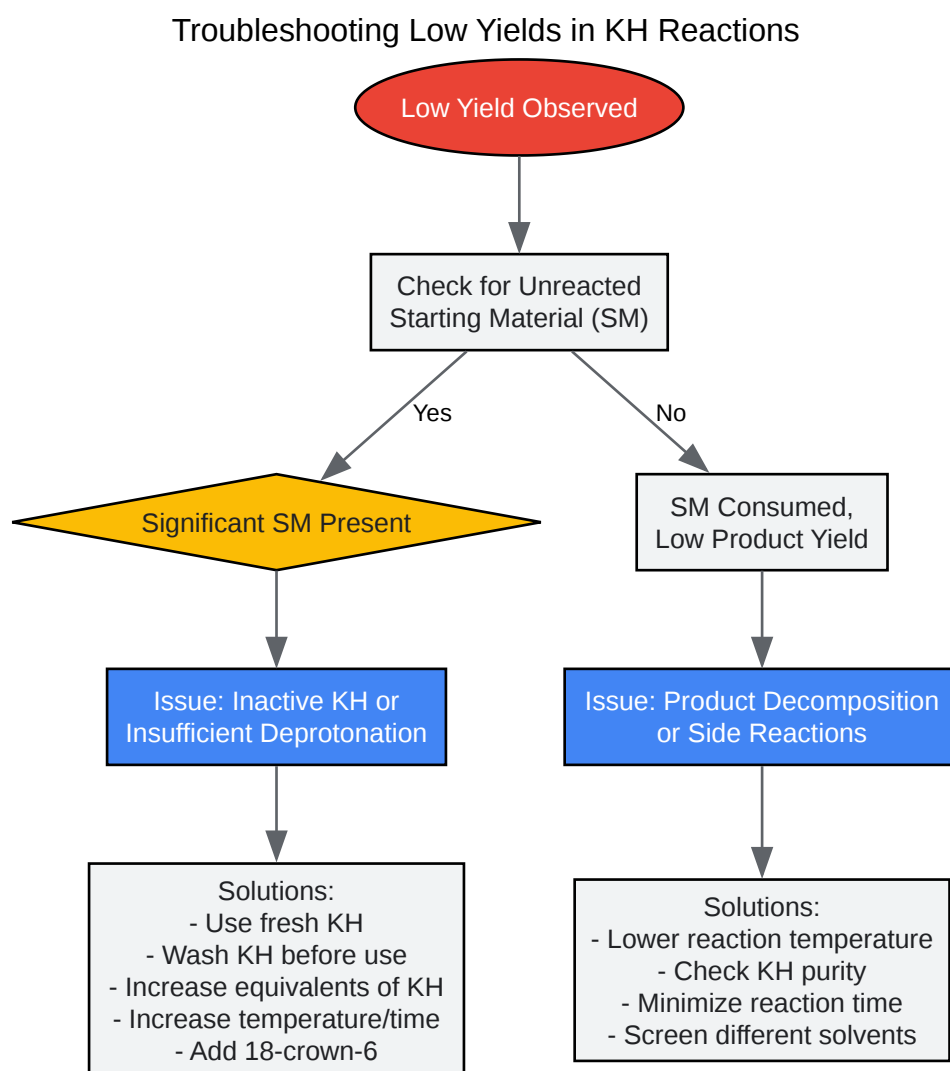 Troubleshooting Low Yields in KH Reactions
Low Yield Observed
Check for Unreacted
Starting Material (SM)
Yes
No
Significant SM Present
SM Consumed,
Low Product Yield
Issue: Inactive KH or
Insufficient Deprotonation
Issue: Product Decomposition
or Side Reactions
Solutions:
- Use fresh KH
- Wash KH before use
- Increase equivalents of KH
- Increase temperature/time
- Add 18-crown-6
Solutions:
- Lower reaction temperature
- Check KH purity
- Minimize reaction time
- Screen different solvents